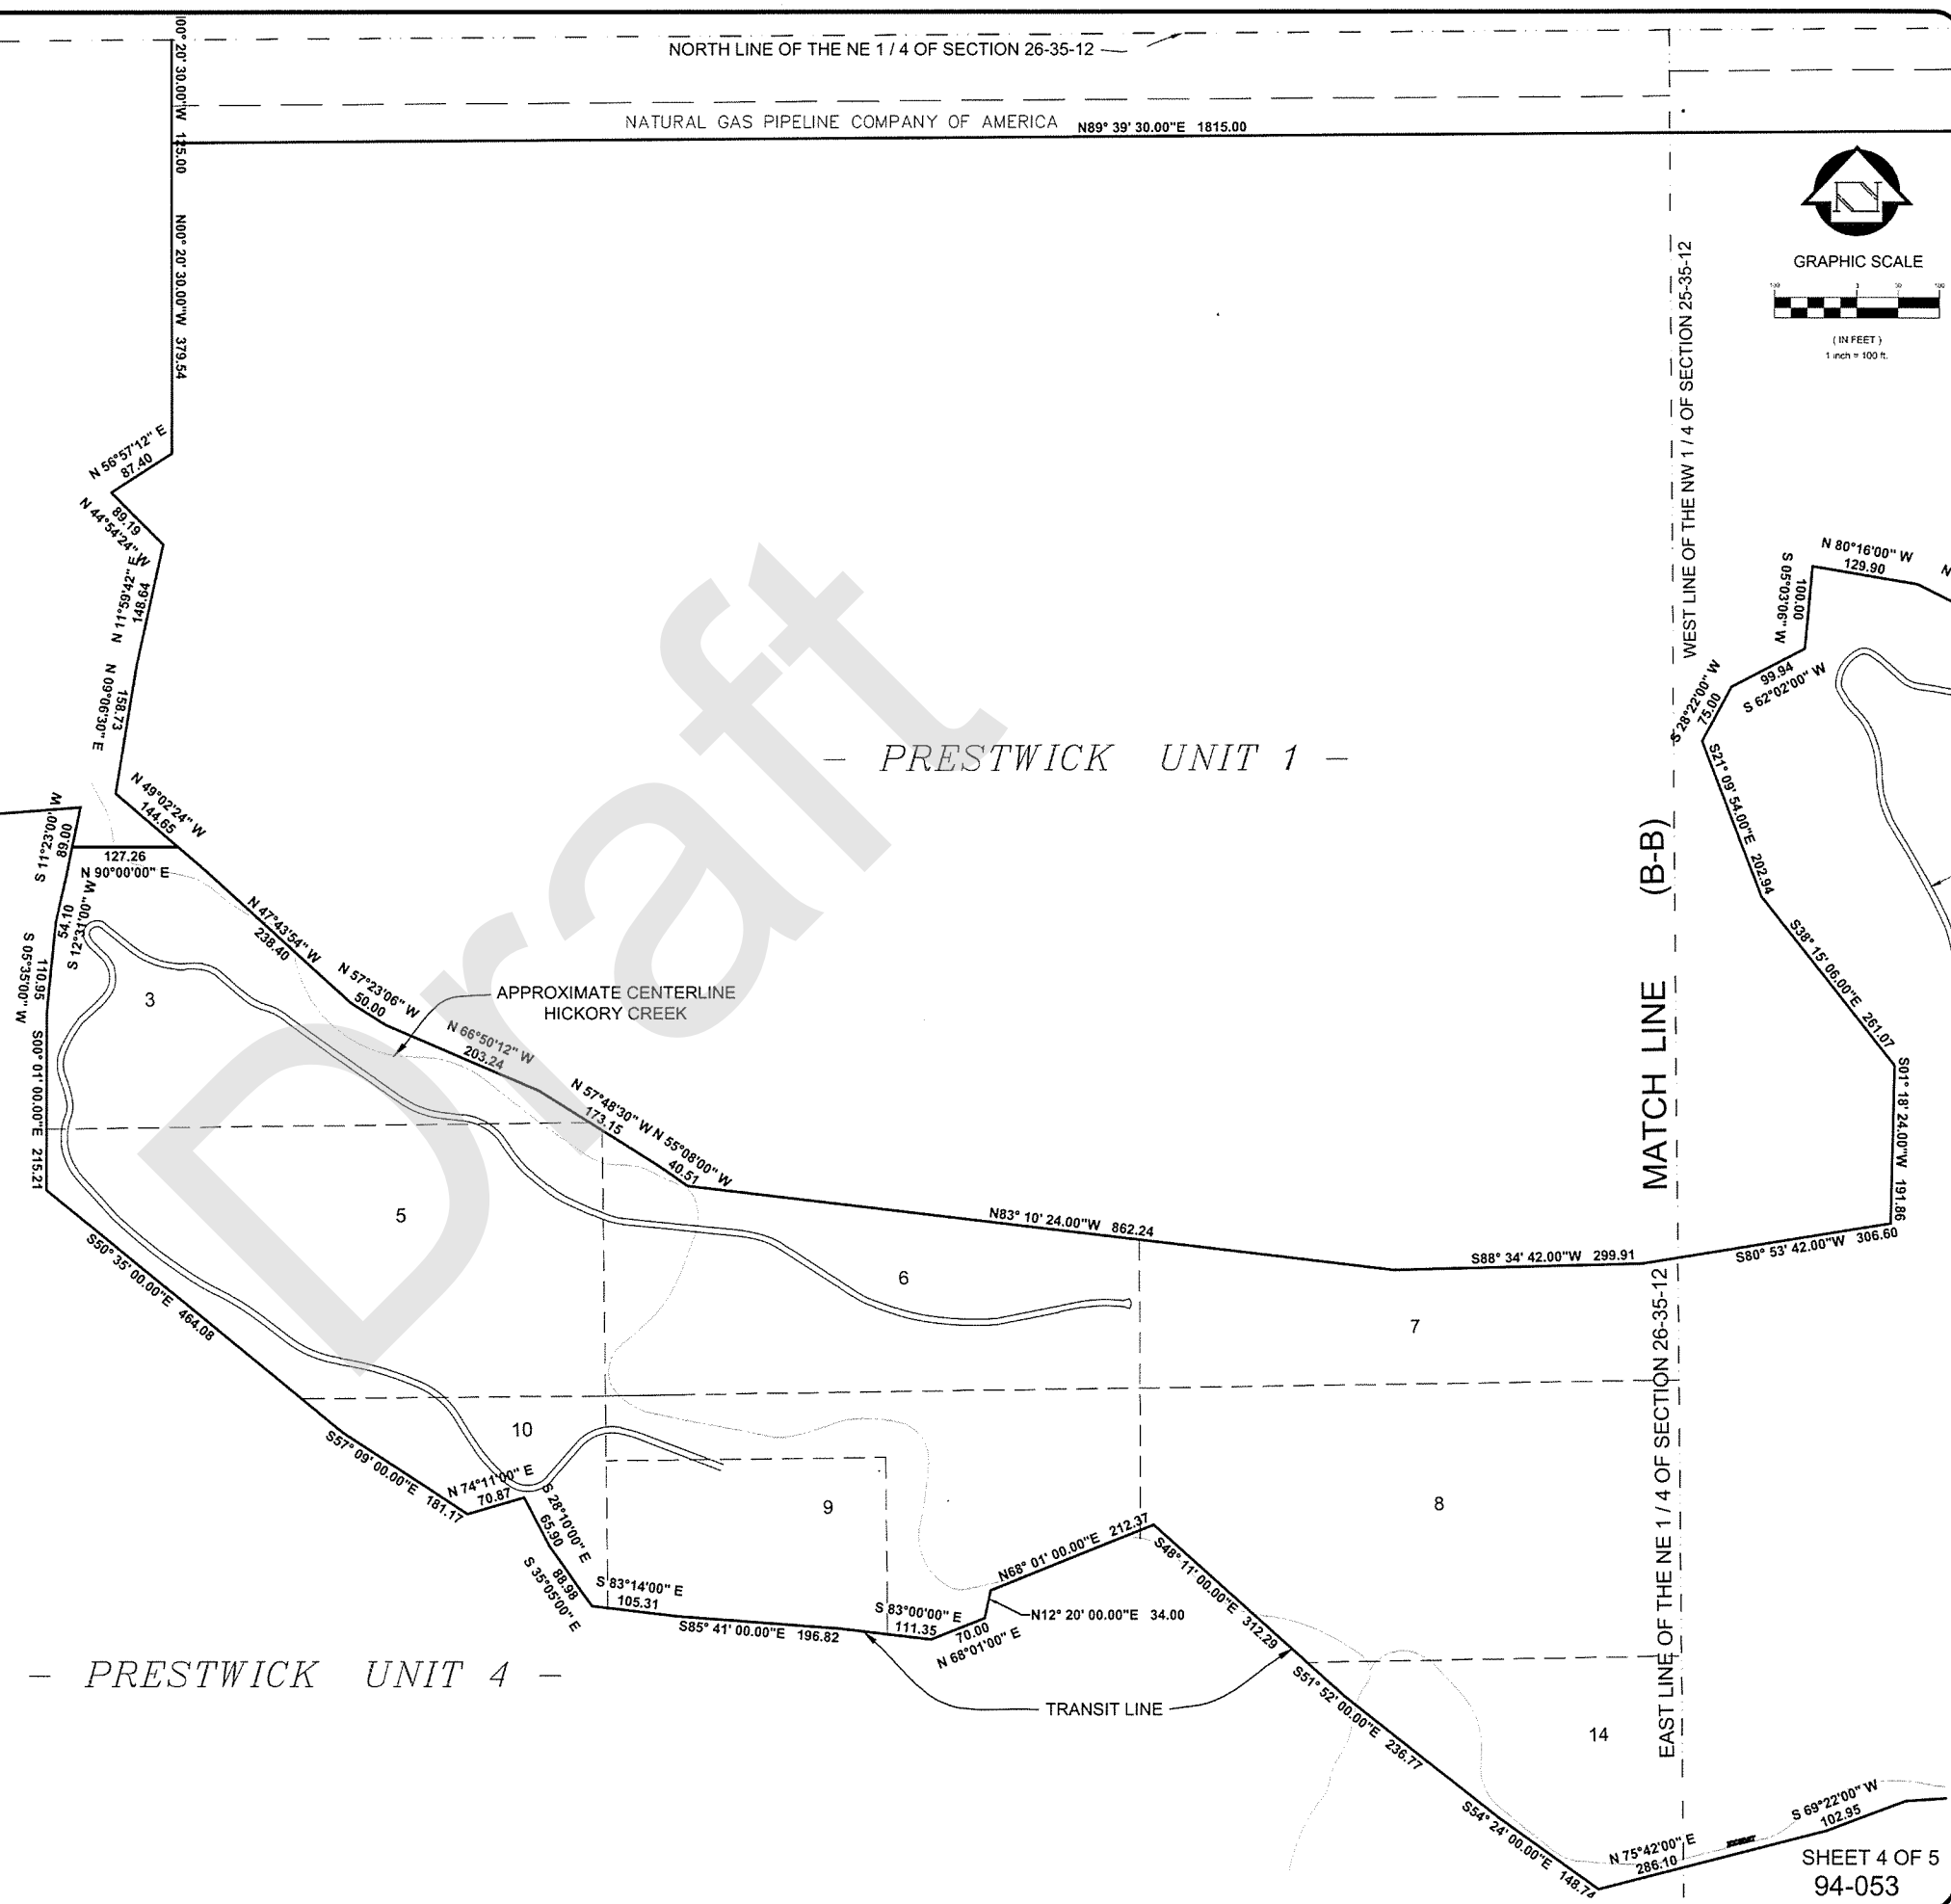 NORTH LINE OF THE NE 1 / 4 OF SECTION 26-35-12
00° 20' 30.00"W 125.00
NATURAL GAS PIPELINE COMPANY OF AMERICA
N89° 39' 30.00"E 1815.00
N00° 20' 30.00"W 379.54
GRAPHIC SCALE
( IN FEET )
1 inch = 100 ft.
WEST LINE OF THE NW 1 / 4 OF SECTION 25-35-12
N 56°57'12" E
87.40
89.19
N 44°54'24" W
N 11°59'42" E
148.64
158.73
N 09°06'30" E
N 80°16'00" W
129.90
N
100.00
S 05°03'06" W
99.94
S 62°02'00" W
S 28°22'00" W
75.00
S21° 09' 54.00"E 202.94
- PRESTWICK UNIT 1 -
MATCH LINE (B-B)
Draft
N 49°02'24" W
144.65
S 11°23'00" W
89.00
127.26
N 90°00'00" E
54.10
S 12°31'00" W
N 47°43'54" W
238.40
110.95
S 05°35'00" W
3
N 57°23'06" W
50.00
APPROXIMATE CENTERLINE
HICKORY CREEK
N 66°50'12" W
203.24
S38° 15' 06.00"E 261.07
S00° 01' 00.00"E 215.21
N 57°48'30" W
173.15
N 55°08'00" W
40.51
S01° 18' 24.00"W 191.86
5
N83° 10' 24.00"W 862.24
S88° 34' 42.00"W 299.91
S80° 53' 42.00"W 306.60
S50° 35' 00.00"E 464.08
6
7
EAST LINE OF THE NE 1 / 4 OF SECTION 26-35-12
10
S57° 09' 00.00"E 181.17
N 74°11'00" E
70.87
S 28°10'00" E
65.90
88.98
S 35°05'00" E
9
8
N68° 01' 00.00"E 212.37
S48° 11' 00.00"E 312.29
S 83°14'00" E
105.31
S85° 41' 00.00"E 196.82
S 83°00'00" E
111.35
70.00
N 68°01'00" E
N12° 20' 00.00"E 34.00
- PRESTWICK UNIT 4 -
TRANSIT LINE
S51° 52' 00.00"E 236.77
14
S54° 24' 00.00"E 148.74
N 75°42'00" E
286.10
S 69°22'00" W
102.95
SHEET 4 OF 5
94-053